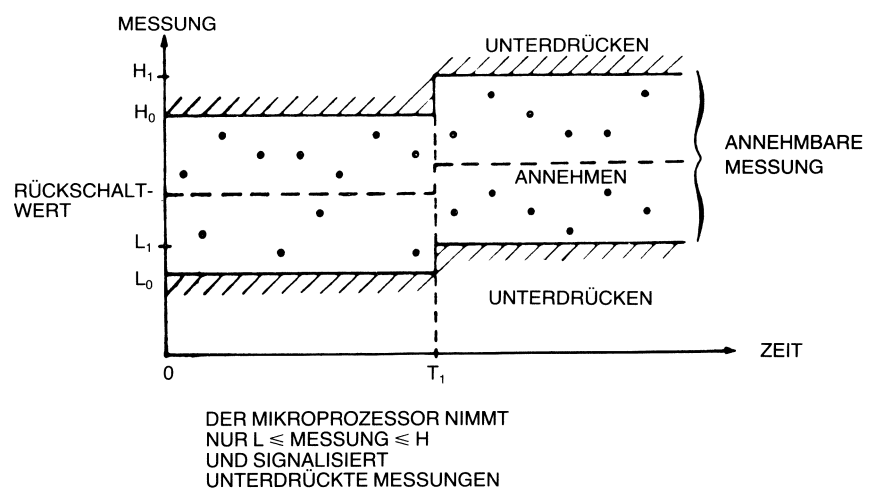 MESSUNG
UNTERDRÜCKEN
H₁
H₀
ANNEHMBARE
MESSUNG
ANNEHMEN
RÜCKSCHALT-
WERT
L₁
L₀
UNTERDRÜCKEN
ZEIT
0
T₁
DER MIKROPROZESSOR NIMMT
NUR L ⩽ MESSUNG ⩽ H
UND SIGNALISIERT
UNTERDRÜCKTE MESSUNGEN